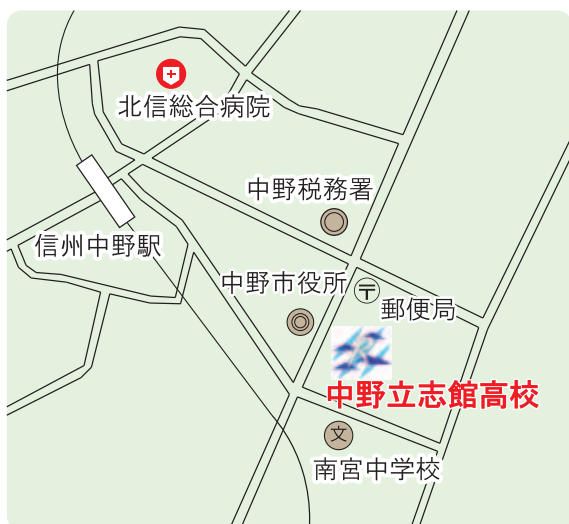 北信総合病院
中野税務署
信州中野駅
中野市役所
〒
郵便局
中野立志館高校
文
南宮中学校